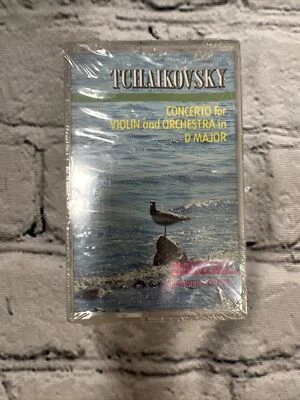 TCHAIKOVSKY
CONCERTO for
VIOLIN and ORCHESTRA in
D MAJOR